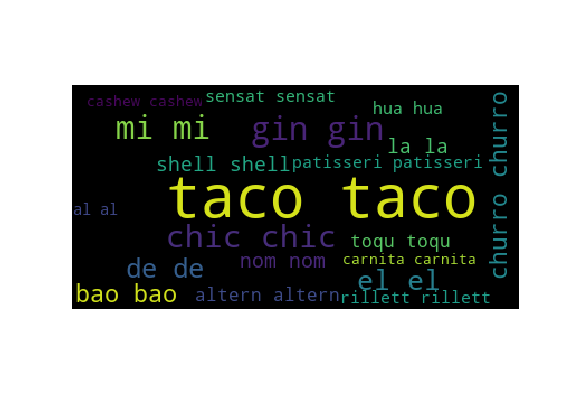 cashew cashew
sensat sensat
hua hua
churro churro
mi mi
gin gin
la la
shell shell
patisseri patisseri
taco taco
al al
chic chic
toqu toqu
de de
nom nom
carnita carnita
el el
bao bao
altern altern
rillett rillett